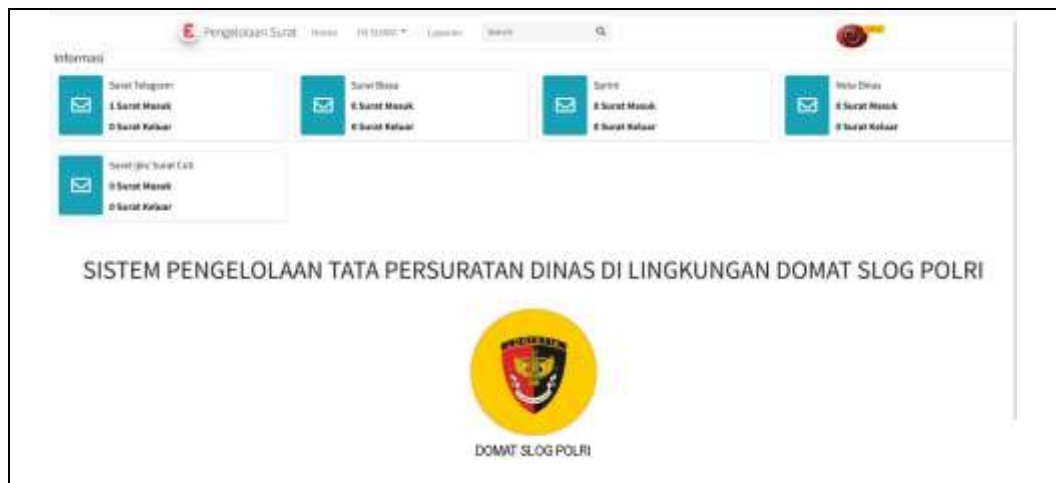 Pengelolaan Surat Home Laporan Search
Informasi
Surat Telegram
1 Surat Masuk
0 Surat Keluar
Surat Biasa
0 Surat Masuk
0 Surat Keluar
Sprint
0 Surat Masuk
0 Surat Keluar
Nota Dinas
0 Surat Masuk
0 Surat Keluar
Surat Ijin/ Surat Cuti
0 Surat Masuk
0 Surat Keluar
SISTEM PENGELOLAAN TATA PERSURATAN DINAS DI LINGKUNGAN DOMAT SLOG POLRI
DOMAT SLOG POLRI